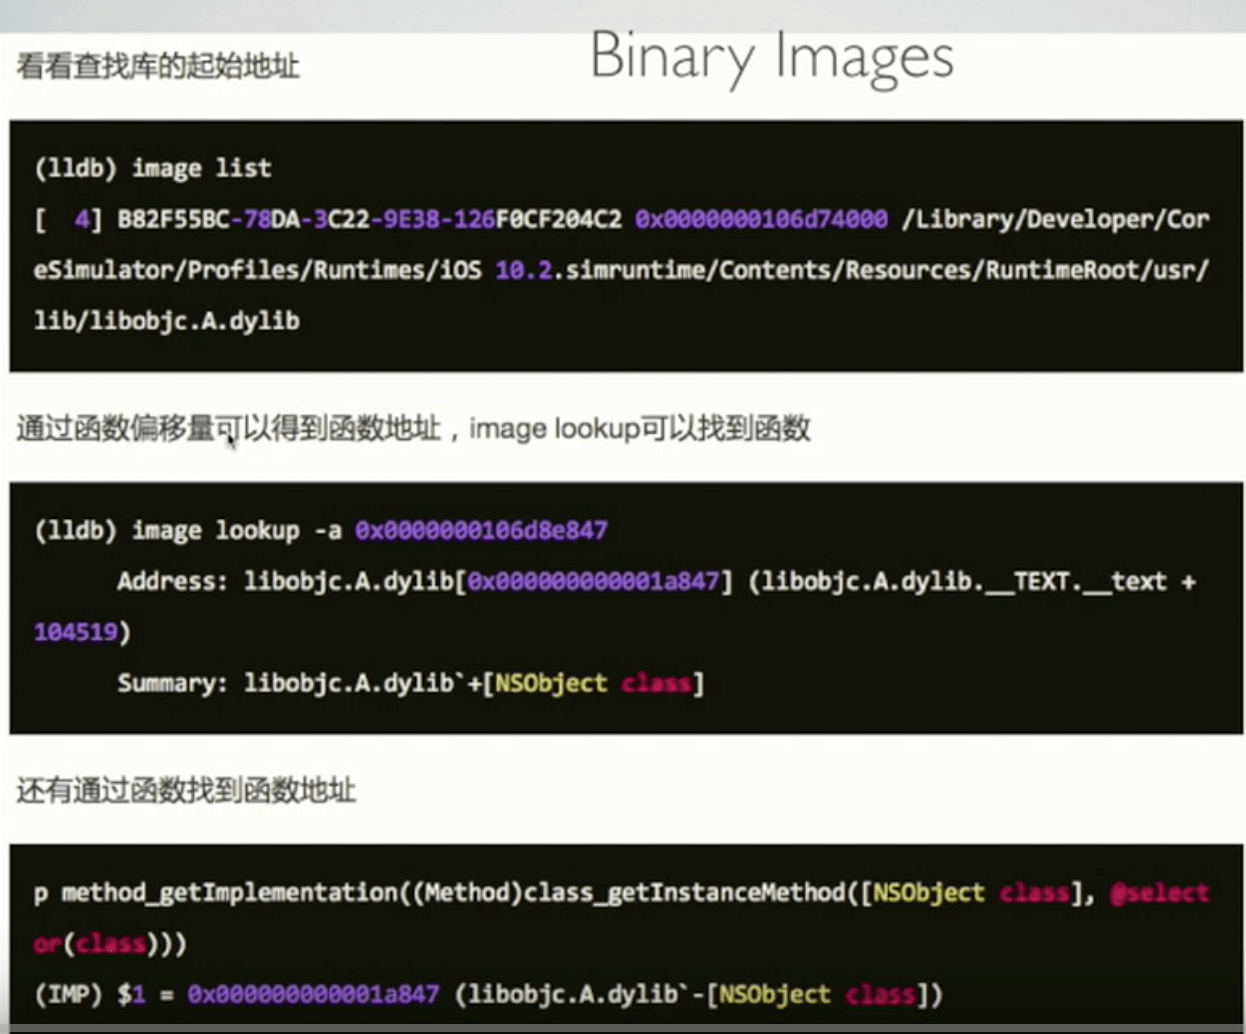 Binary Images
看看查找库的起始地址
(lldb) image list
[  4] B82F55BC-78DA-3C22-9E38-126F0CF204C2 0x0000000106d74000 /Library/Developer/Cor
eSimulator/Profiles/Runtimes/iOS 10.2.simruntime/Contents/Resources/RuntimeRoot/usr/
lib/libobjc.A.dylib
通过函数偏移量可以得到函数地址，image lookup可以找到函数
(lldb) image lookup -a 0x0000000106d8e847
      Address: libobjc.A.dylib[0x000000000001a847] (libobjc.A.dylib.__TEXT.__text +
104519)
      Summary: libobjc.A.dylib`+[NSObject class]
还有通过函数找到函数地址
p method_getImplementation((Method)class_getInstanceMethod([NSObject class], @select
or(class)))
(IMP) $1 = 0x000000000001a847 (libobjc.A.dylib`-[NSObject class])